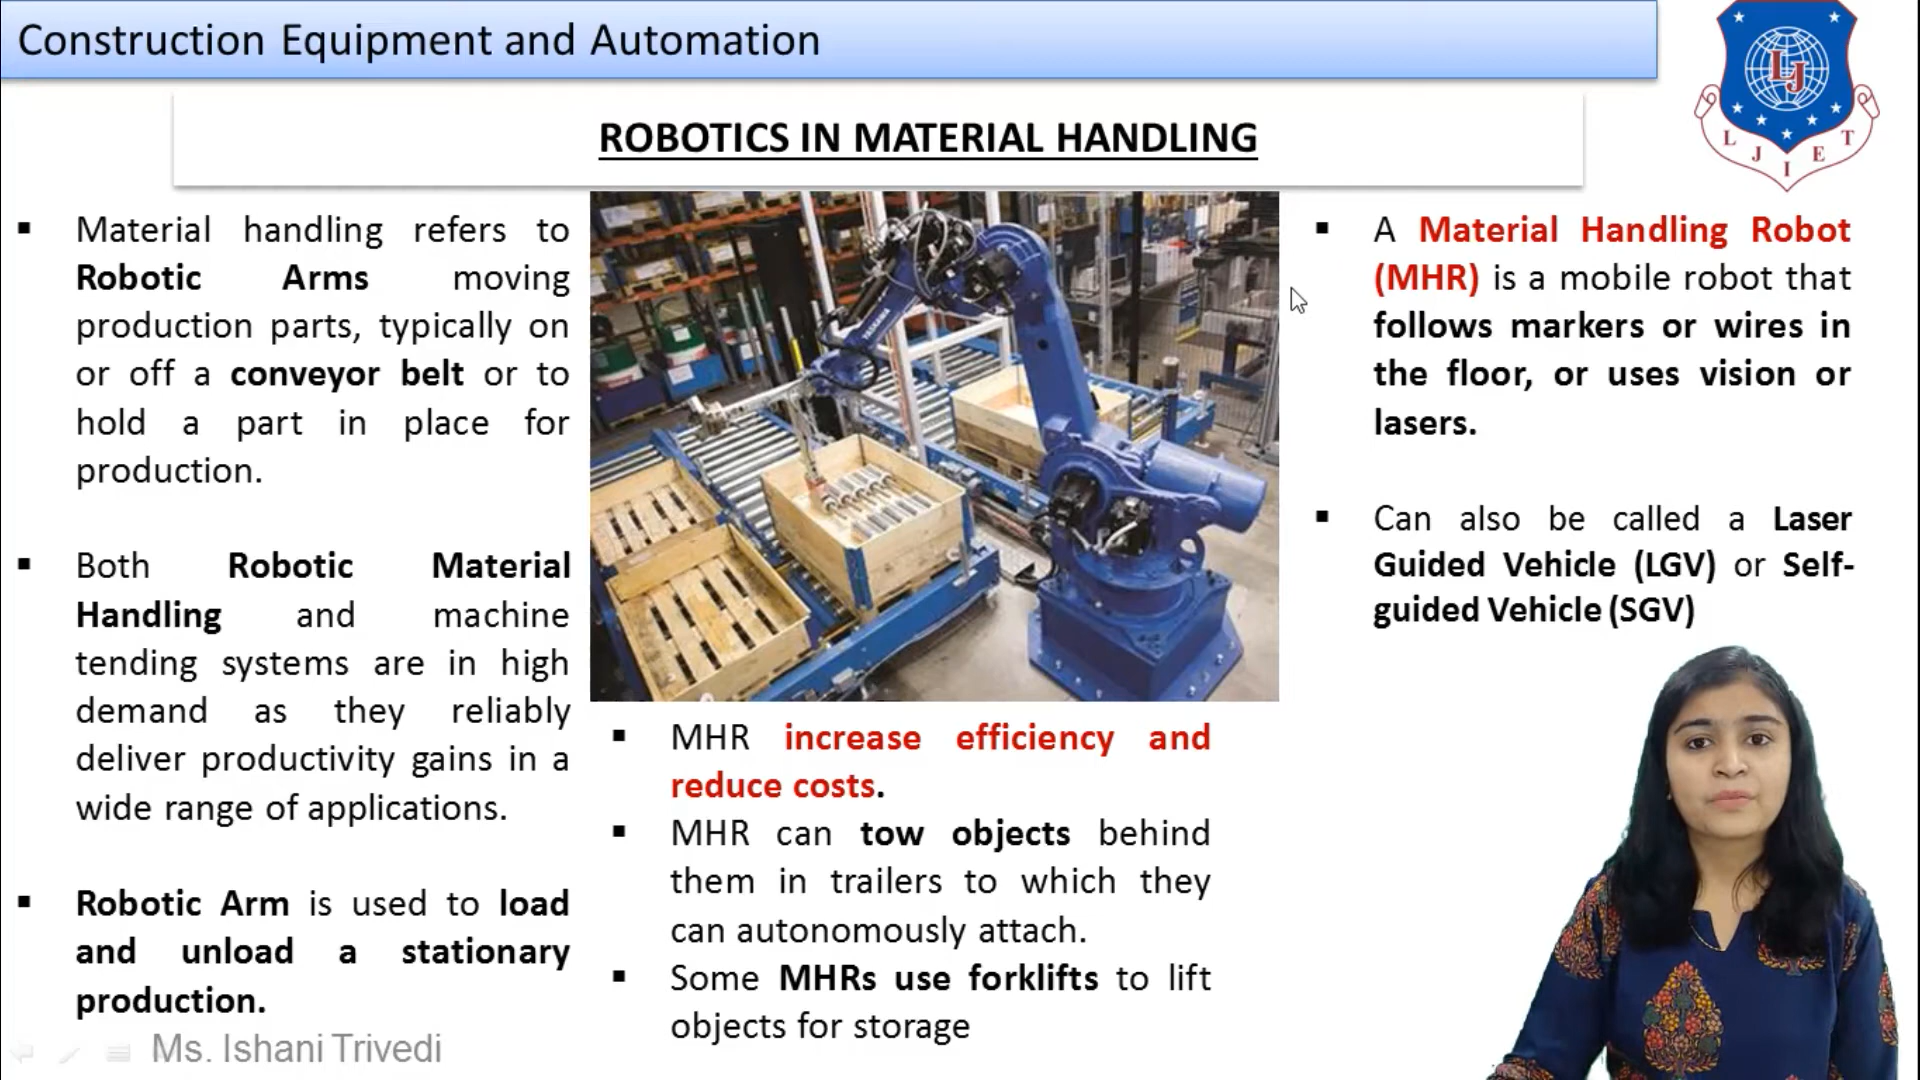 Construction Equipment and Automation
L J I E T
LJ
ROBOTICS IN MATERIAL HANDLING
Material handling refers to
Robotic Arms moving
production parts, typically on
or off a conveyor belt or to
hold a part in place for
production.
Both Robotic Material
Handling and machine
tending systems are in high
demand as they reliably
deliver productivity gains in a
wide range of applications.
Robotic Arm is used to load
and unload a stationary
production.
YASKAWA
MHR increase efficiency and
reduce costs.
MHR can tow objects behind
them in trailers to which they
can autonomously attach.
Some MHRs use forklifts to lift
objects for storage
A Material Handling Robot
(MHR) is a mobile robot that
follows markers or wires in
the floor, or uses vision or
lasers.
Can also be called a Laser
Guided Vehicle (LGV) or Self-
guided Vehicle (SGV)
Ms. Ishani Trivedi